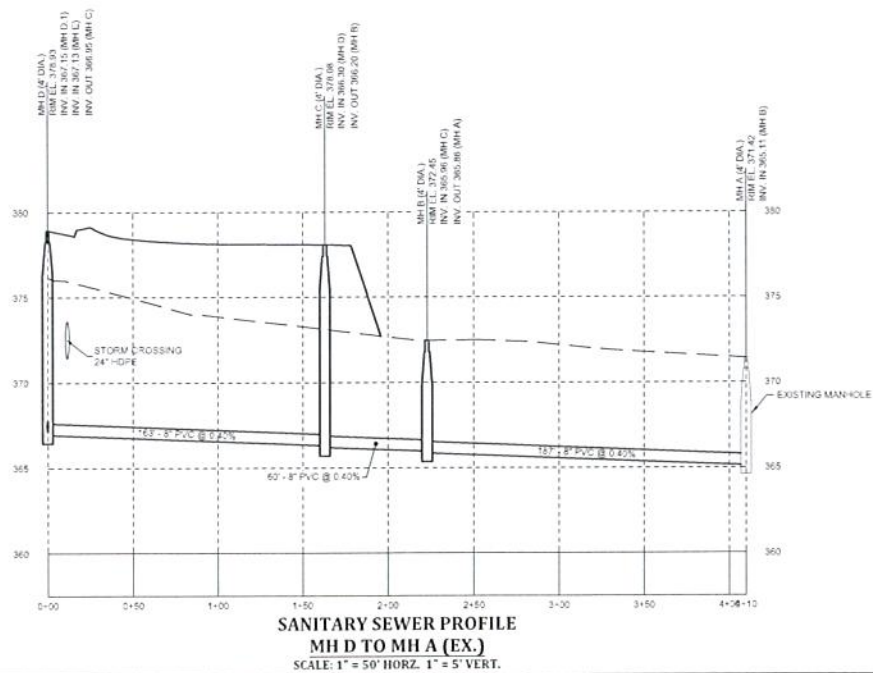 MH D (4' DIA.)
RIM EL. 378.93
INV. IN 367.15 (MH D.1)
INV. IN 367.13 (MH E)
INV. OUT 366.95 (MH C)
MH C (4' DIA.)
RIM EL. 378.08
INV. IN 366.30 (MH D)
INV. OUT 366.20 (MH B)
MH B (4' DIA.)
RIM EL. 372.45
INV. IN 365.96 (MH C)
INV. OUT 365.86 (MH A)
MH A (4' DIA.)
RIM EL. 371.42
INV. IN 365.11 (MH B)
380
380
375
375
STORM CROSSING
24" HDPE
370
370
EXISTING MANHOLE
163' - 8" PVC @ 0.40%
187' - 8" PVC @ 0.40%
365
365
60' - 8" PVC @ 0.40%
360
360
0+00
0+50
1+00
1+50
2+00
2+50
3+00
3+50
4+00
4+10
SANITARY SEWER PROFILE
MH D TO MH A (EX.)
SCALE: 1" = 50' HORZ. 1" = 5' VERT.